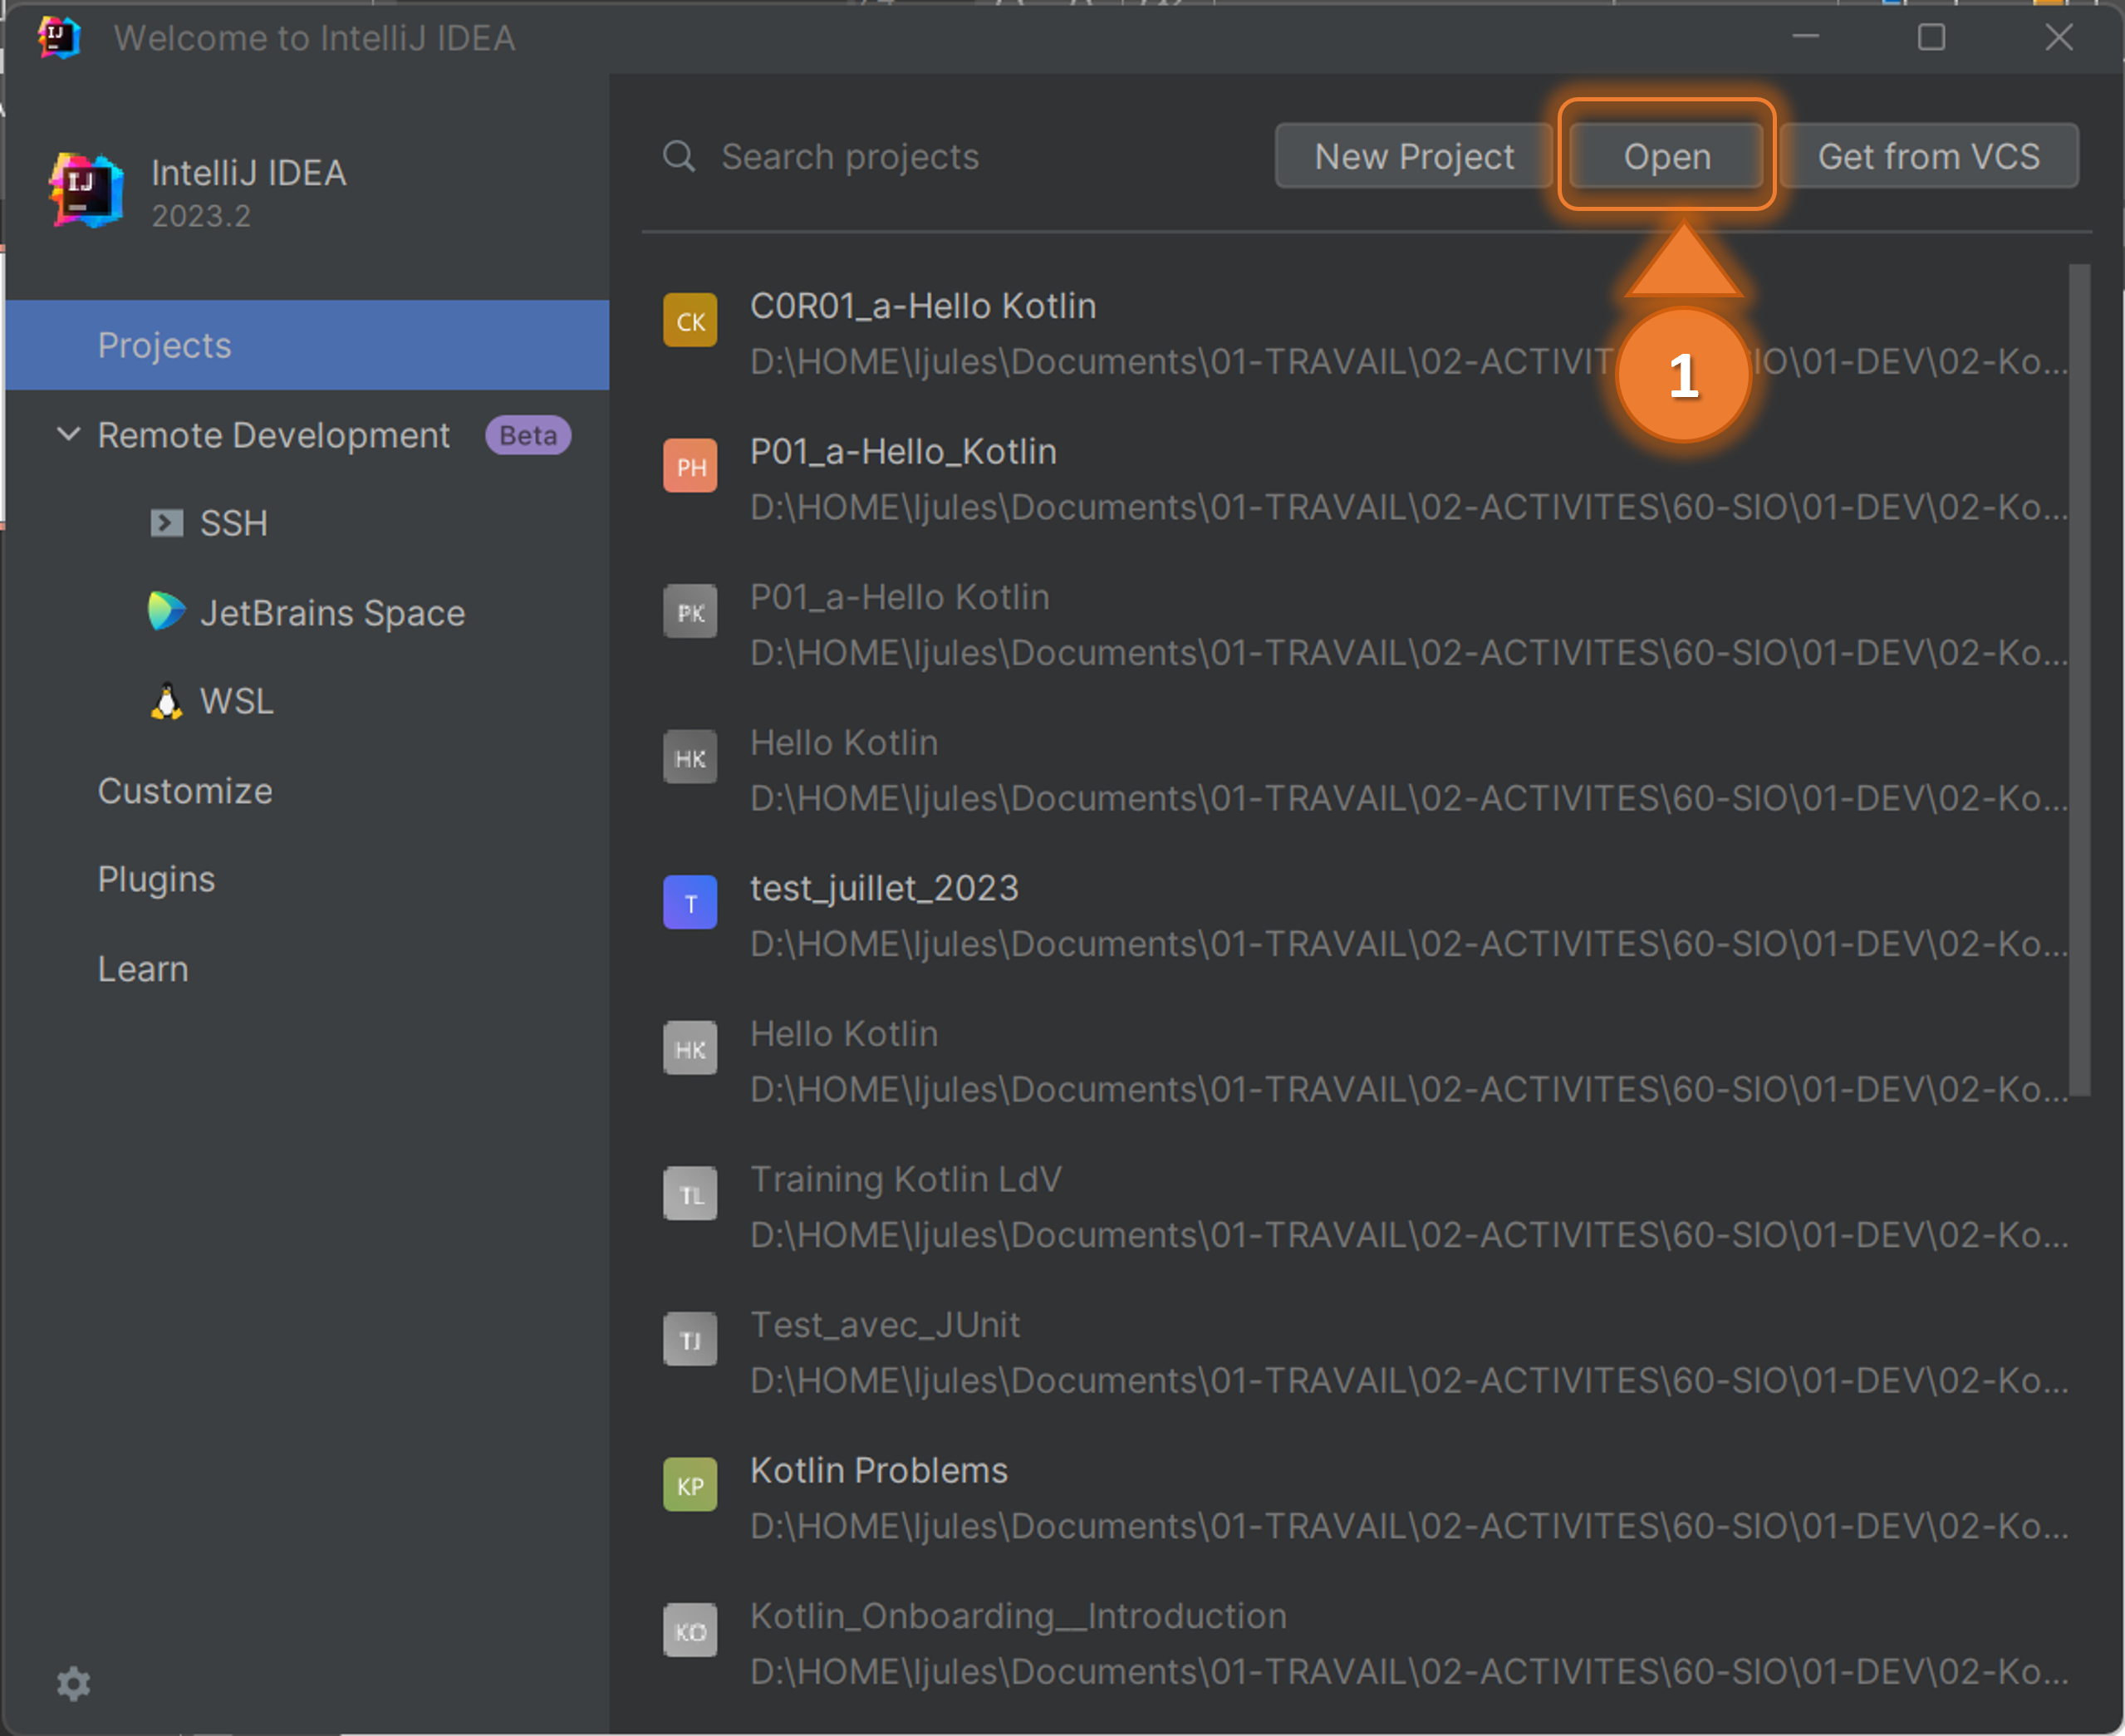 IJ Welcome to IntelliJ IDEA
IJ
IntelliJ IDEA
2023.2
Projects
Remote Development Beta
SSH
JetBrains Space
WSL
Customize
Plugins
Learn
Search projects New Project Open Get from VCS
1
CK C0R01_a-Hello Kotlin
D:\HOME\ljules\Documents\01-TRAVAIL\02-ACTIVIT IO\01-DEV\02-Ko...
PH P01_a-Hello_Kotlin
D:\HOME\ljules\Documents\01-TRAVAIL\02-ACTIVITES\60-SIO\01-DEV\02-Ko...
PK P01_a-Hello Kotlin
D:\HOME\ljules\Documents\01-TRAVAIL\02-ACTIVITES\60-SIO\01-DEV\02-Ko...
HK Hello Kotlin
D:\HOME\ljules\Documents\01-TRAVAIL\02-ACTIVITES\60-SIO\01-DEV\02-Ko...
T test_juillet_2023
D:\HOME\ljules\Documents\01-TRAVAIL\02-ACTIVITES\60-SIO\01-DEV\02-Ko...
HK Hello Kotlin
D:\HOME\ljules\Documents\01-TRAVAIL\02-ACTIVITES\60-SIO\01-DEV\02-Ko...
TL Training Kotlin LdV
D:\HOME\ljules\Documents\01-TRAVAIL\02-ACTIVITES\60-SIO\01-DEV\02-Ko...
TJ Test_avec_JUnit
D:\HOME\ljules\Documents\01-TRAVAIL\02-ACTIVITES\60-SIO\01-DEV\02-Ko...
KP Kotlin Problems
D:\HOME\ljules\Documents\01-TRAVAIL\02-ACTIVITES\60-SIO\01-DEV\02-Ko...
KO Kotlin_Onboarding__Introduction
D:\HOME\ljules\Documents\01-TRAVAIL\02-ACTIVITES\60-SIO\01-DEV\02-Ko...